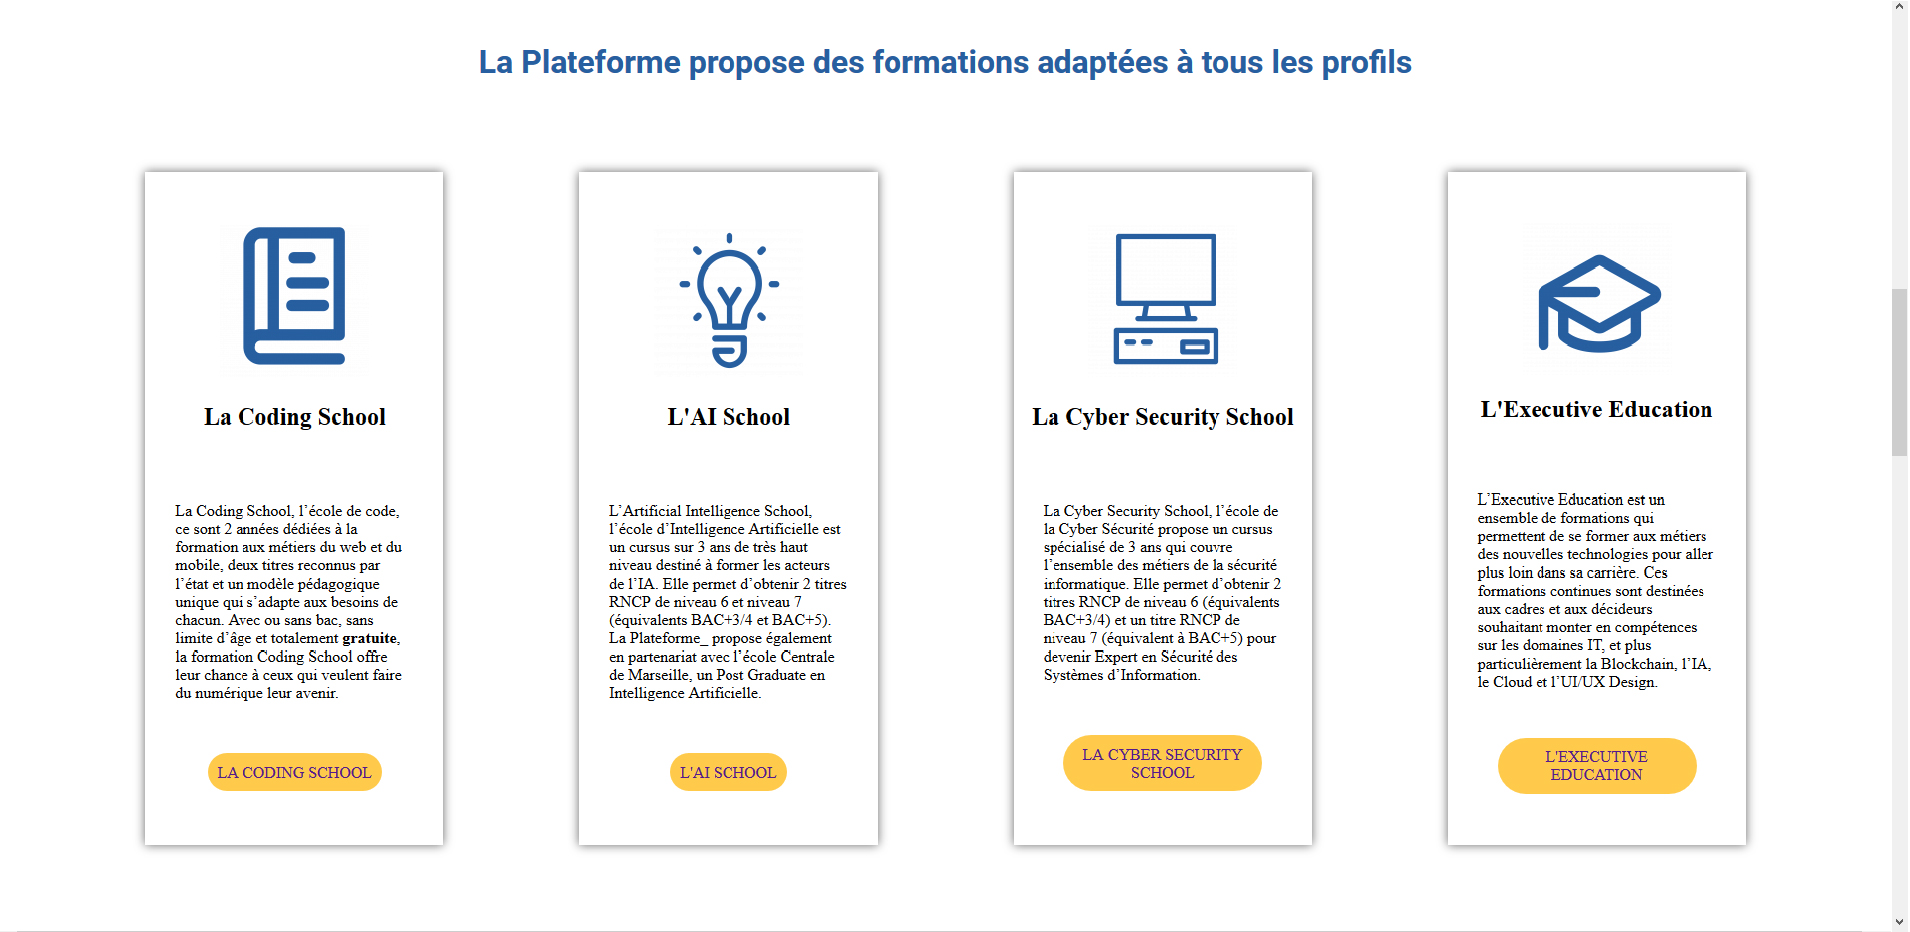 La Plateforme propose des formations adaptées à tous les profils
La Coding School
La Coding School, l’école de code,
ce sont 2 années dédiées à la
formation aux métiers du web et du
mobile, deux titres reconnus par
l’état et un modèle pédagogique
unique qui s’adapte aux besoins de
chacun. Avec ou sans bac, sans
limite d’âge et totalement gratuite,
la formation Coding School offre
leur chance à ceux qui veulent faire
du numérique leur avenir.
LA CODING SCHOOL
L'AI School
L’Artificial Intelligence School,
l’école d’Intelligence Artificielle est
un cursus sur 3 ans de très haut
niveau destiné à former les acteurs
de l’IA. Elle permet d’obtenir 2 titres
RNCP de niveau 6 et niveau 7
(équivalents BAC+3/4 et BAC+5).
La Plateforme_ propose également
en partenariat avec l’école Centrale
de Marseille, un Post Graduate en
Intelligence Artificielle.
L'AI SCHOOL
La Cyber Security School
La Cyber Security School, l’école de
la Cyber Sécurité propose un cursus
spécialisé de 3 ans qui couvre
l’ensemble des métiers de la sécurité
informatique. Elle permet d’obtenir 2
titres RNCP de niveau 6 (équivalents
BAC+3/4) et un titre RNCP de
niveau 7 (équivalent à BAC+5) pour
devenir Expert en Sécurité des
Systèmes d’Information.
LA CYBER SECURITY
SCHOOL
L'Executive Education
L’Executive Education est un
ensemble de formations qui
permettent de se former aux métiers
des nouvelles technologies pour aller
plus loin dans sa carrière. Ces
formations continues sont destinées
aux cadres et aux décideurs
souhaitant monter en compétences
sur les domaines IT, et plus
particulièrement la Blockchain, l’IA,
le Cloud et l’UI/UX Design.
L'EXECUTIVE
EDUCATION